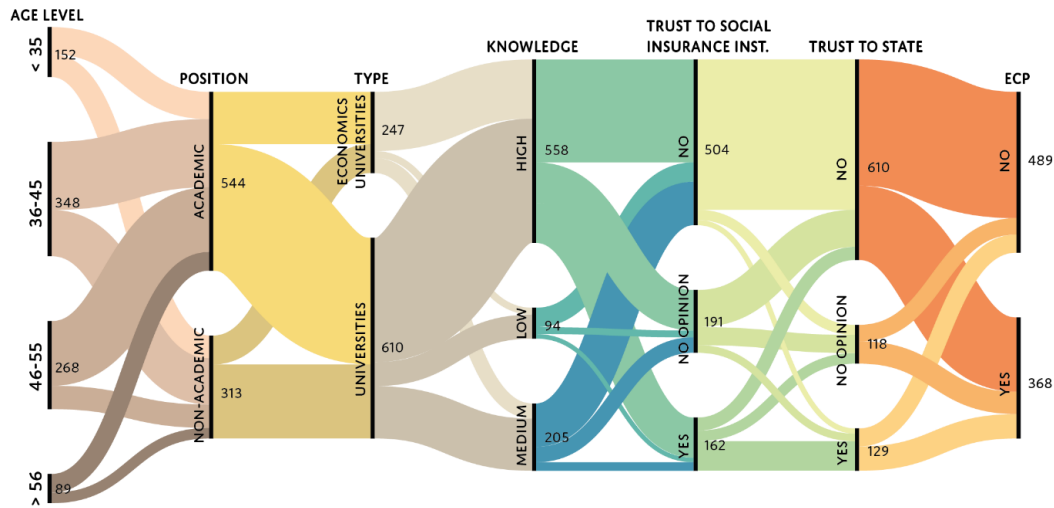 AGE LEVEL
< 35
152
36-45
348
46-55
268
> 56
89
POSITION
ACADEMIC
544
NON-ACADEMIC
313
TYPE
ECONOMICS
UNIVERSITIES
247
UNIVERSITIES
610
KNOWLEDGE
HIGH
558
LOW
94
MEDIUM
205
TRUST TO SOCIAL
INSURANCE INST.
NO
504
NO OPINION
191
YES
162
TRUST TO STATE
NO
610
NO OPINION
118
YES
129
ECP
NO
489
YES
368